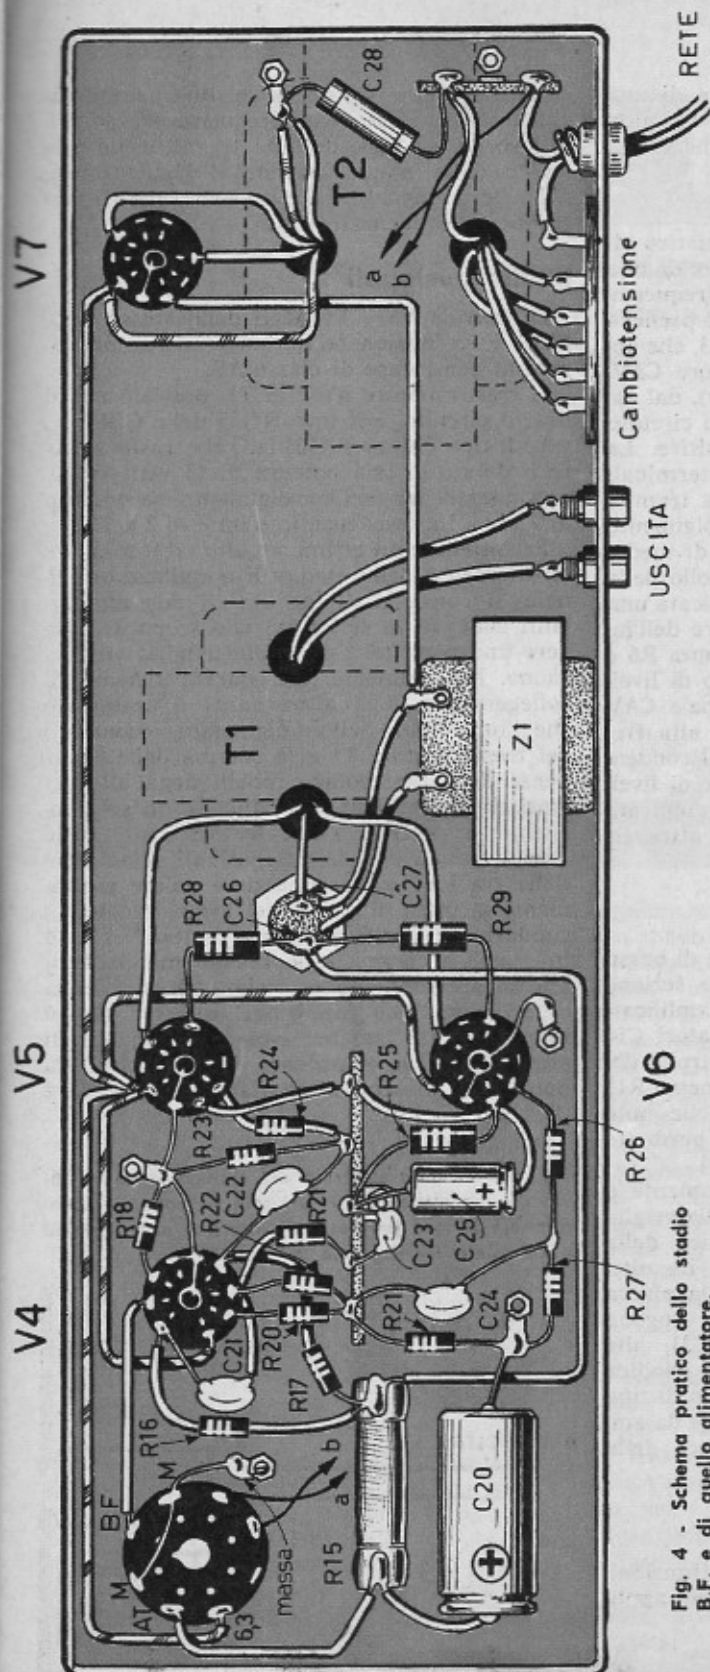 V4
V5
V7
BF
M
M
AT
6,3
massa
a
b
R15
C20
R16
R17
R18
C21
R20
R22
R21
C22
R23
R24
R21
C23
C24
C25
R25
R26
R27
V6
R28
C26
C27
R29
T1
Z1
USCITA
T2
C28
a
b
Cambiotensione
RETE
Fig. 4 - Schema pratico dello stadio
B.F. e di quello alimentatore.